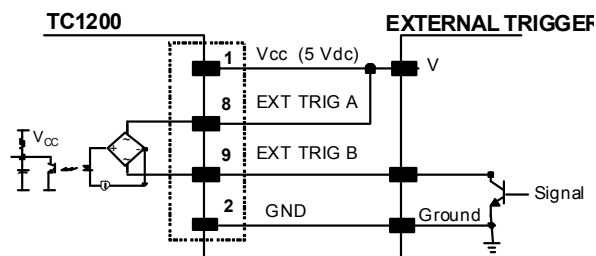 TC1200
EXTERNAL TRIGGER
1 Vcc (5 Vdc) V
8 EXT TRIG A
VCC
+ ~ ~ -
9 EXT TRIG B
Signal
2 GND Ground